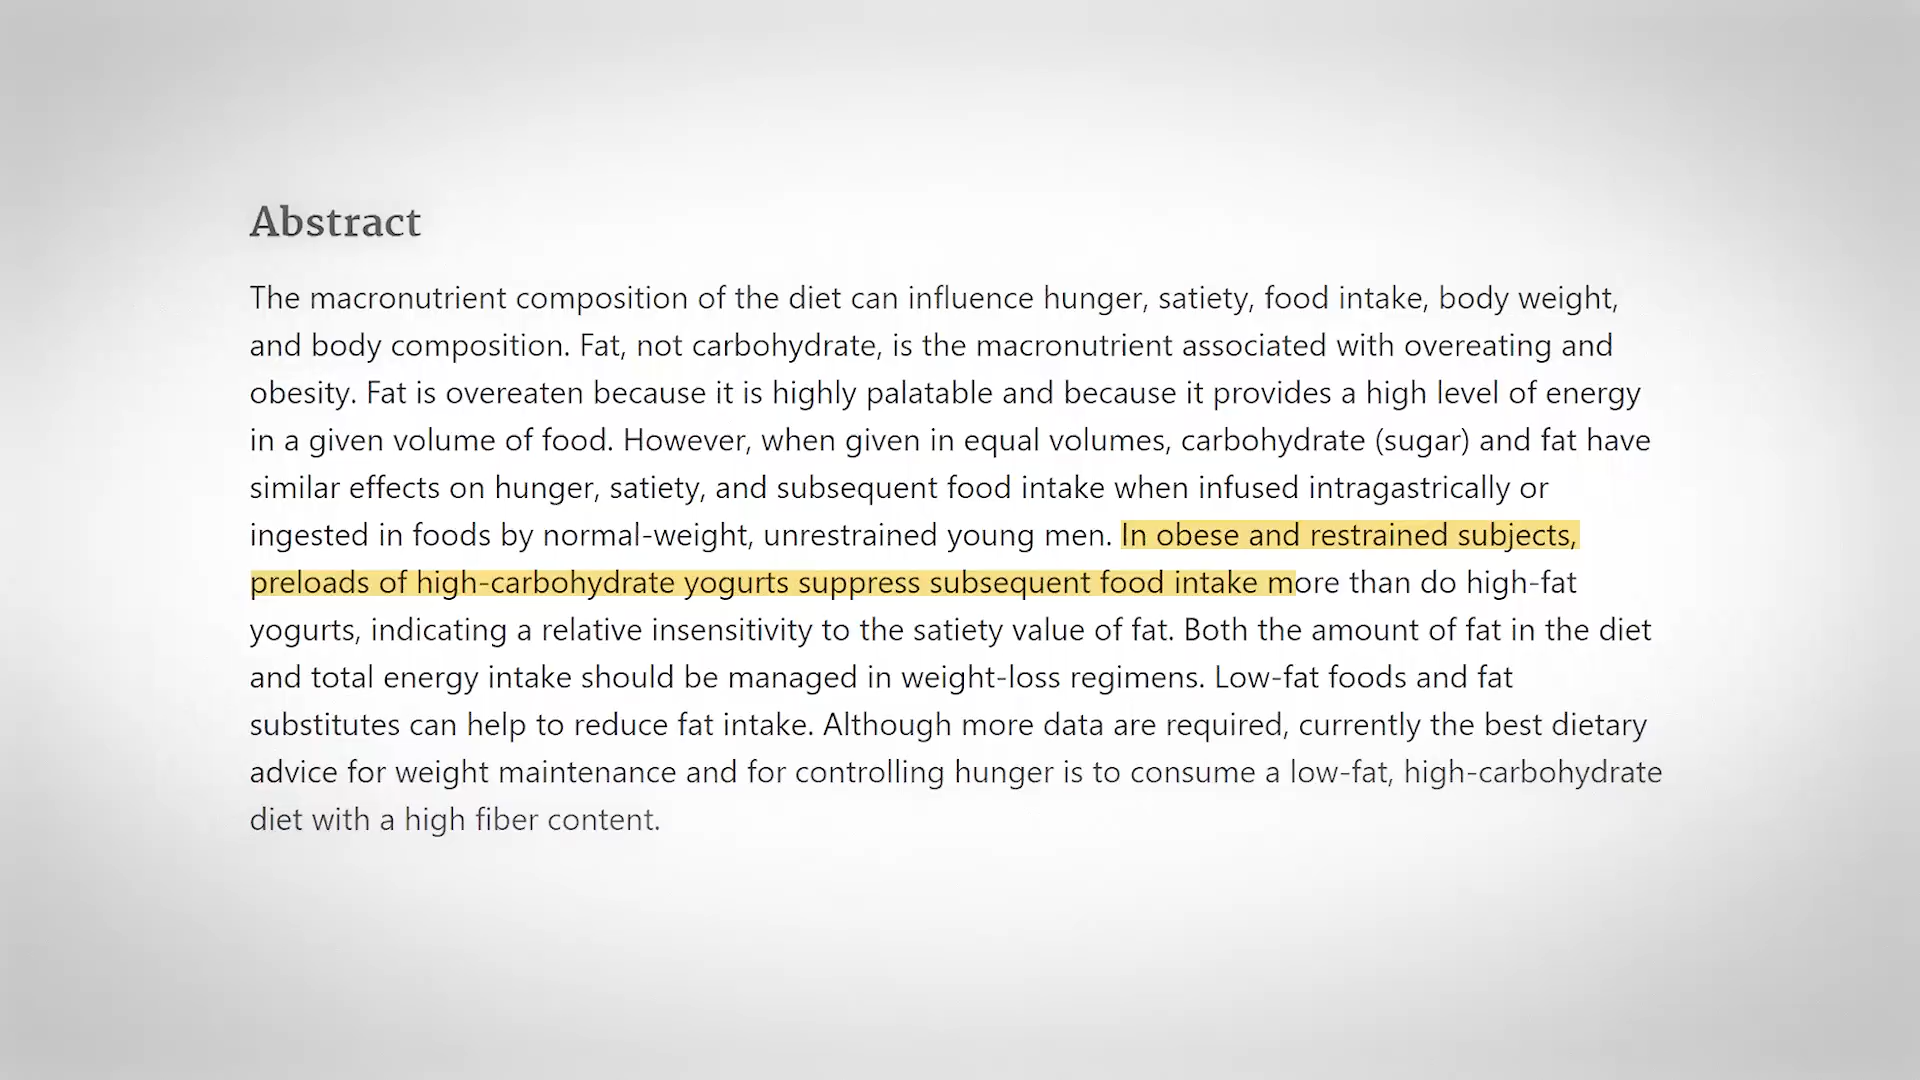 Abstract
The macronutrient composition of the diet can influence hunger, satiety, food intake, body weight,
and body composition. Fat, not carbohydrate, is the macronutrient associated with overeating and
obesity. Fat is overeaten because it is highly palatable and because it provides a high level of energy
in a given volume of food. However, when given in equal volumes, carbohydrate (sugar) and fat have
similar effects on hunger, satiety, and subsequent food intake when infused intragastrically or
ingested in foods by normal-weight, unrestrained young men. In obese and restrained subjects,
preloads of high-carbohydrate yogurts suppress subsequent food intake more than do high-fat
yogurts, indicating a relative insensitivity to the satiety value of fat. Both the amount of fat in the diet
and total energy intake should be managed in weight-loss regimens. Low-fat foods and fat
substitutes can help to reduce fat intake. Although more data are required, currently the best dietary
advice for weight maintenance and for controlling hunger is to consume a low-fat, high-carbohydrate
diet with a high fiber content.